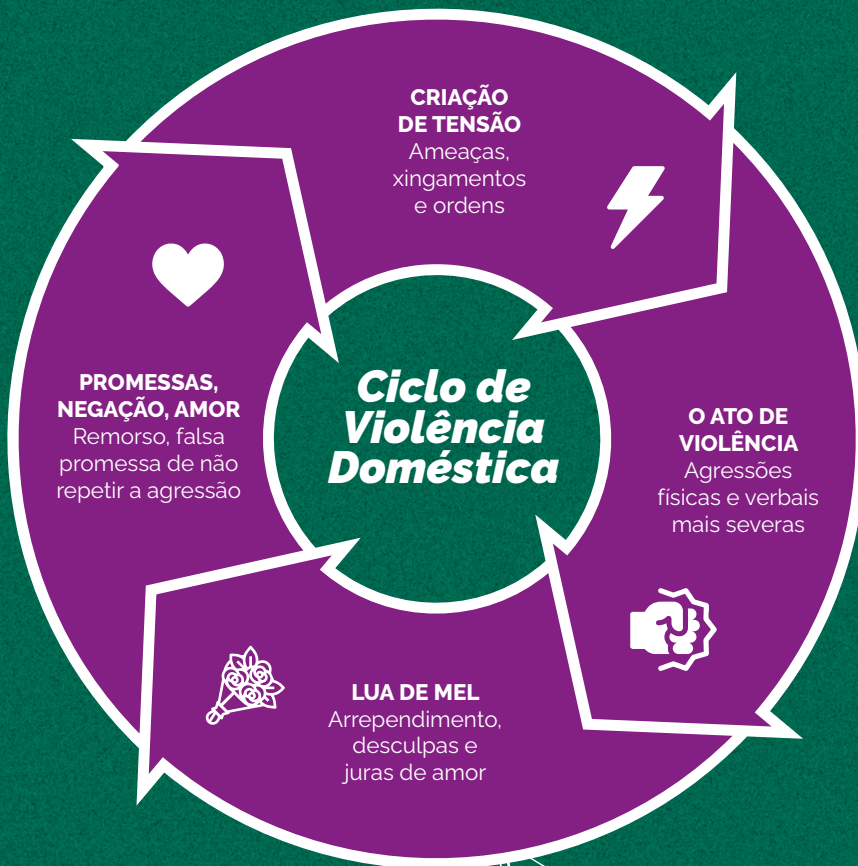 CRIAÇÃO
DE TENSÃO
Ameaças,
xingamentos
e ordens
O ATO DE
VIOLÊNCIA
Agressões
físicas e verbais
mais severas
LUA DE MEL
Arrependimento,
desculpas e
juras de amor
PROMESSAS,
NEGAÇÃO, AMOR
Remorso, falsa
promessa de não
repetir a agressão
Ciclo de
Violência
Doméstica